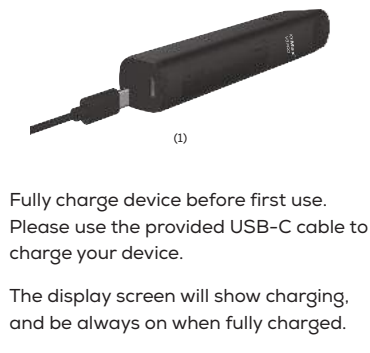 (1)
Fully charge device before first use.
Please use the provided USB-C cable to
charge your device.
The display screen will show charging,
and be always on when fully charged.